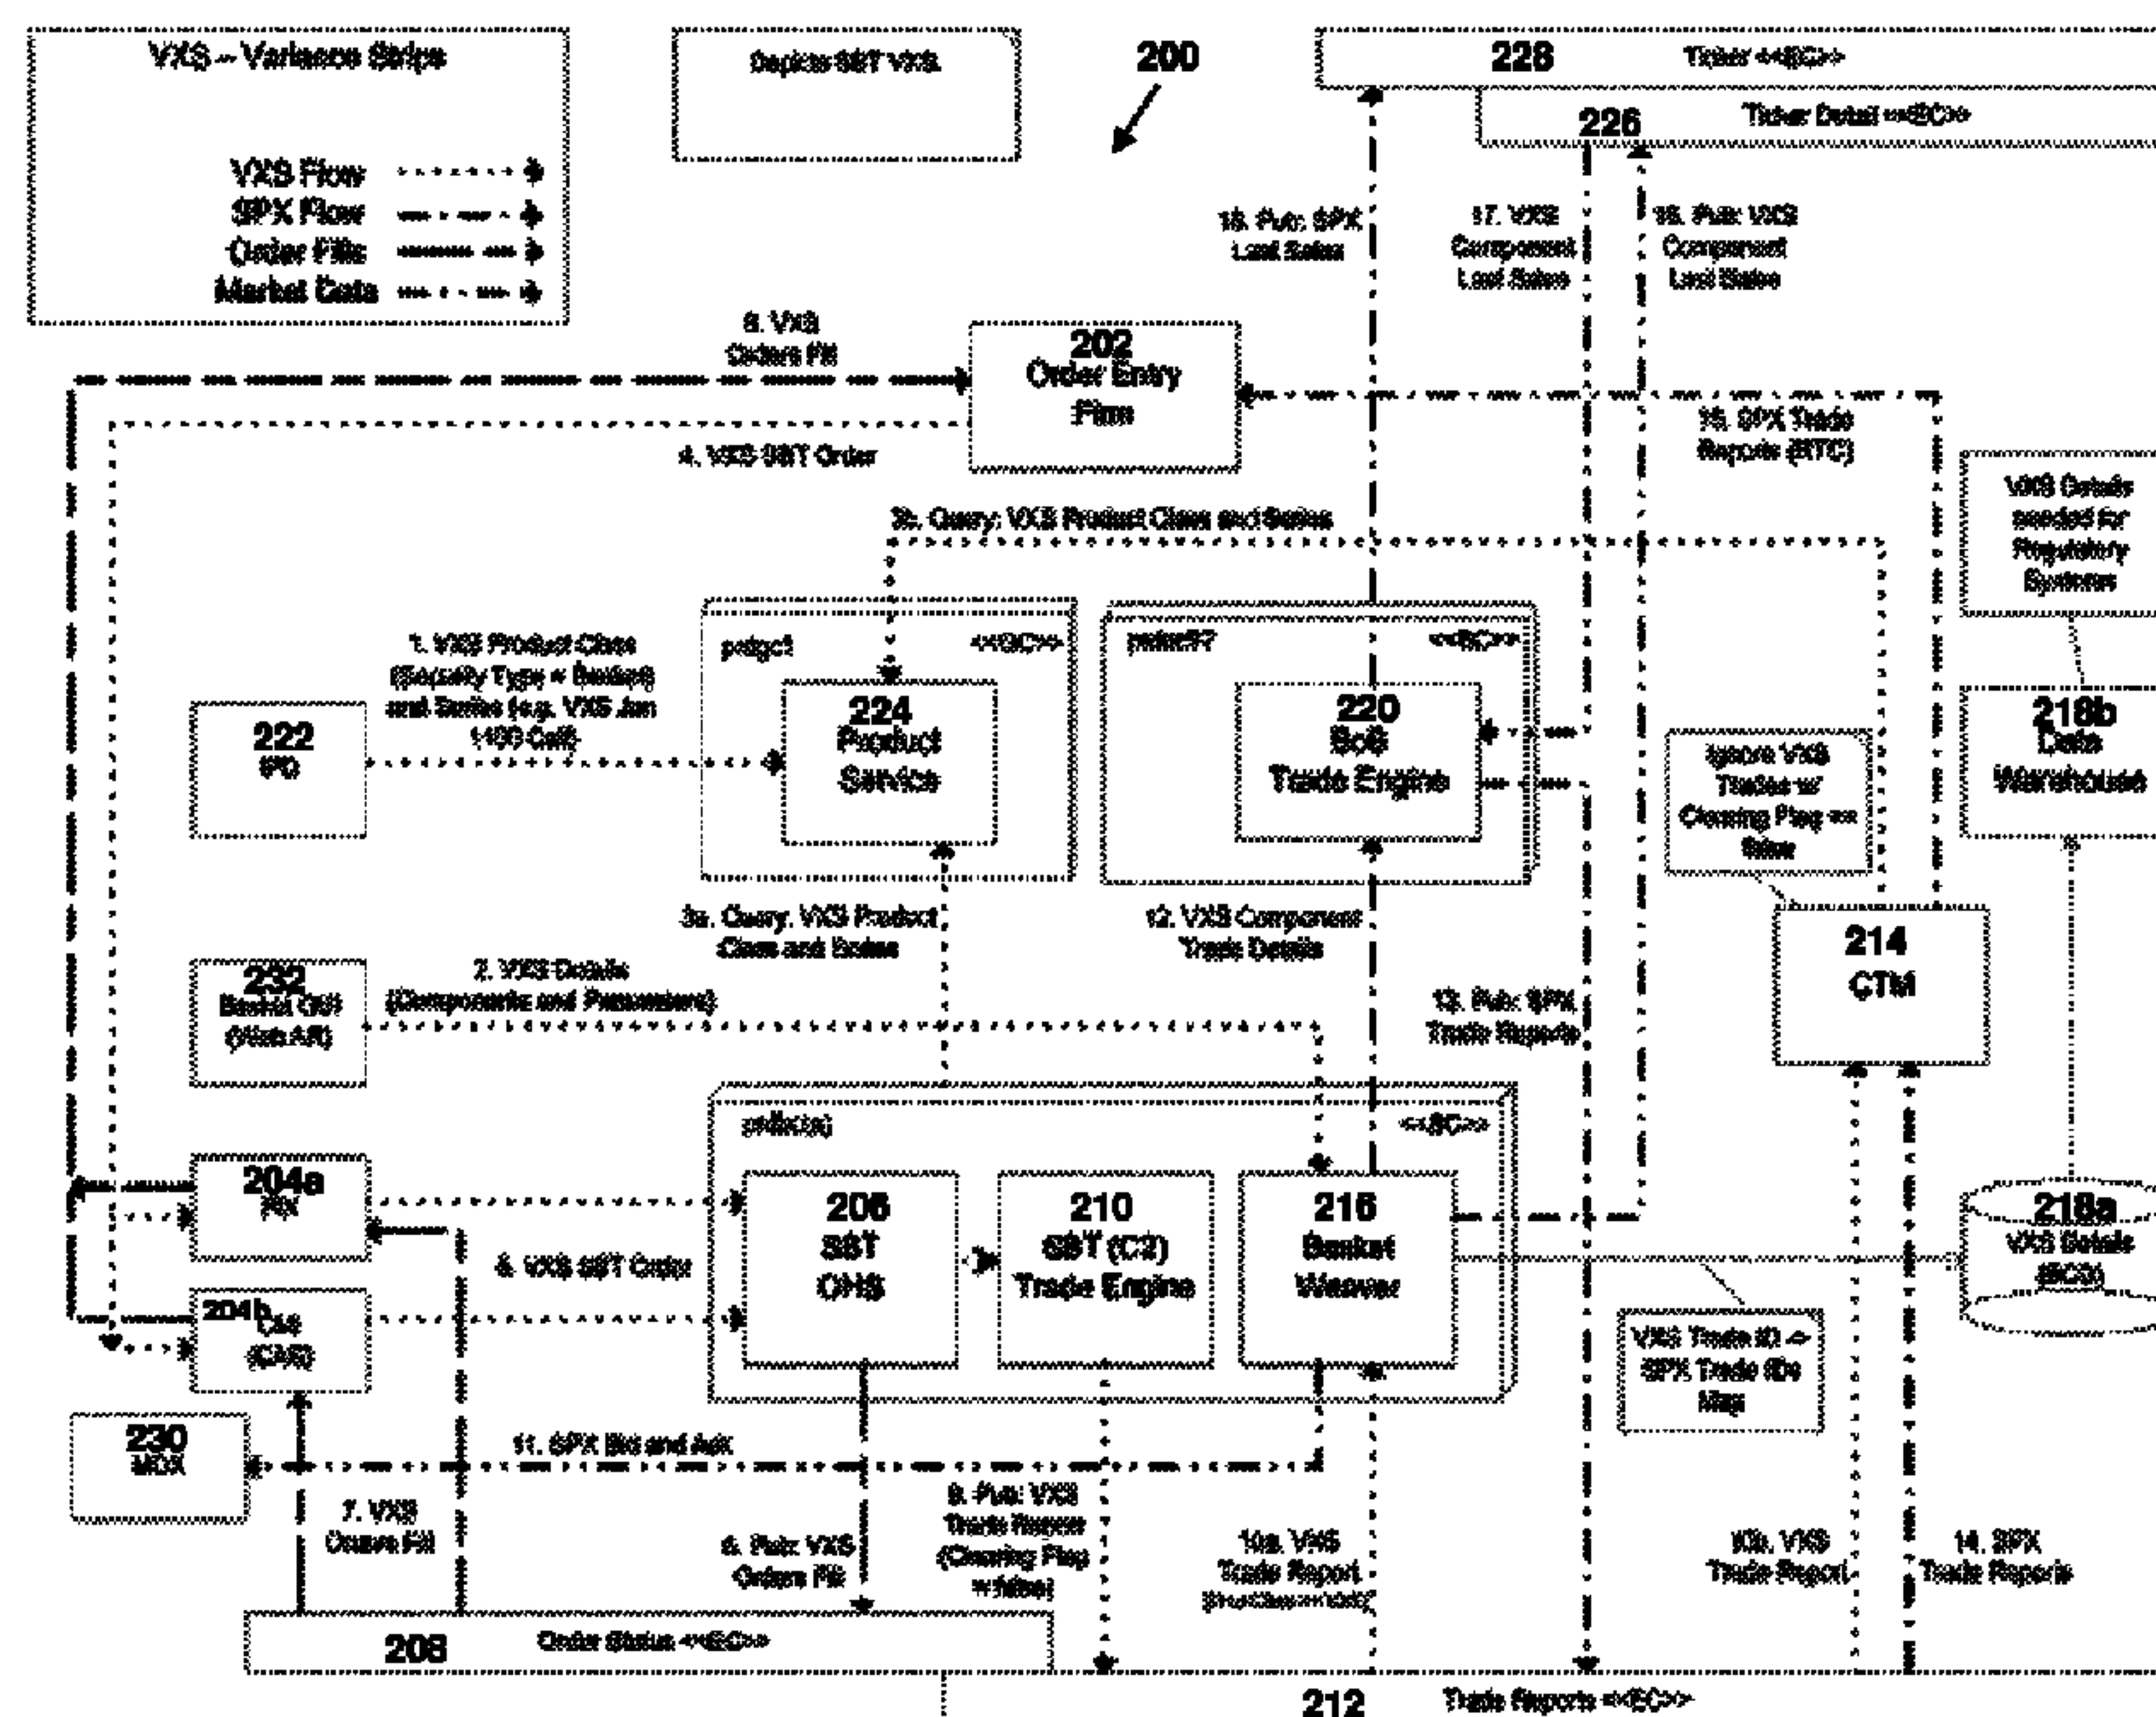 VXS – Variance Strips
Depicts SBT VXS.
200
228 Ticker <<EC>>
226 Ticker Detail <<EC>>
VXS Flow
SPX Flow
Order Fills
Market Data
18. Pub: SPX
Last Sales
17. VXS
Component
Last Sales
16. Pub: VXS
Component
Last Sales
8. VXS
Orders Fill
202
Order Entry
Firm
4. VXS SBT Order
15. SPX Trade
Reports (RTC)
VXS Details
needed for
Regulatory
Systems
3b. Query: VXS Product Class and Series
1. VXS Product Class
(Security Type = Basket)
and Series (e.g. VXS Jun
1400 Call)
<<BC>>
<<BC>>
222
224
Product
Service
220
BoB
Trade Engine
Ignore VXS
Trades w/
Clearing Flag =
false
218b
Data
Warehouse
3a. Query: VXS Product
Class and Series
12. VXS Component
Trade Details
214
CTM
232
Basket GUI
2. VXS Details
(Components and Parameters)
13. Pub: SPX
Trade Reports
<<BC>>
204a
206
SBT
OHS
210
SBT (C2)
Trade Engine
216
Basket
Weaver
218a
VXS Details
5. VXS SBT Order
204b
VXS Trade ID ->
SPX Trade IDs
Map
230
MDX
11. SPX Bid and Ask
7. VXS
Orders Fill
6. Pub: VXS
Orders Fill
9. Pub: VXS
Trade Report
(Clearing Flag
= false)
10a. VXS
Trade Report
10b. VXS
Trade Report
14. SPX
Trade Reports
208 Order Status <<EC>>
212 Trade Reports <<EC>>